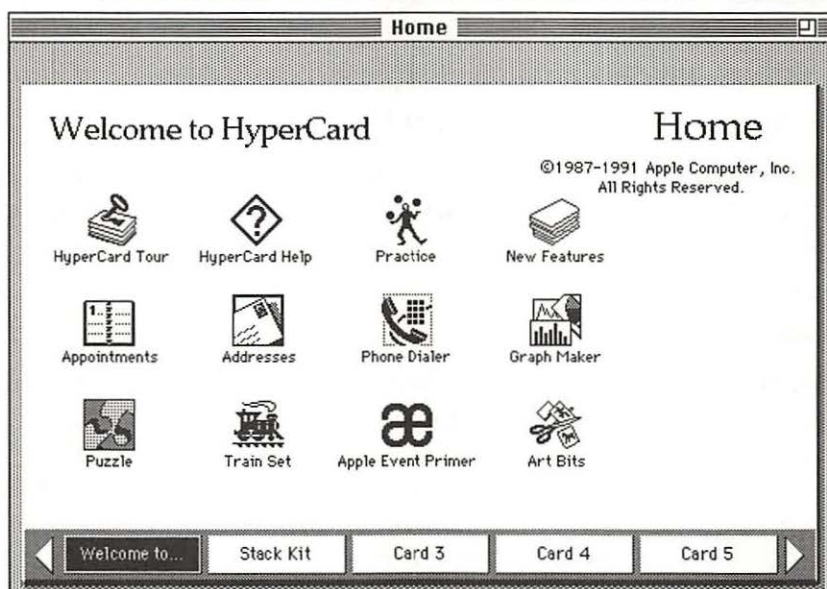 Home
Welcome to HyperCard
Home
©1987-1991 Apple Computer, Inc.
All Rights Reserved.
HyperCard Tour
HyperCard Help
Practice
New Features
1..
Appointments
Addresses
Phone Dialer
Graph Maker
Puzzle
Train Set
æ
Apple Event Primer
Art Bits
Welcome to...
Stack Kit
Card 3
Card 4
Card 5